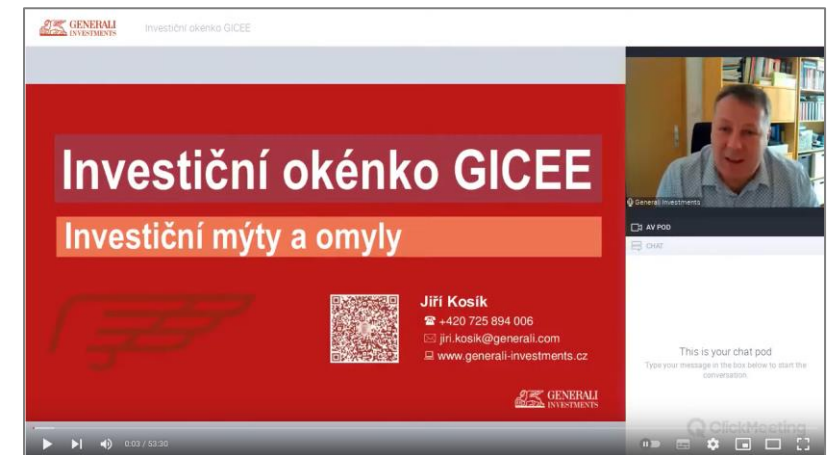 GENERALI
INVESTMENTS
Investiční okénko GICEE
Investiční okénko GICEE
Investiční mýty a omyly
Jiří Kosík
+420 725 894 006
jiri.kosik@generali.com
www.generali-investments.cz
GENERALI
INVESTMENTS
General Investments
AV POD
CHAT
This is your chat pod
Type your message in the box below to start the
conversation.
ClickMeeting
0:03 / 53:30